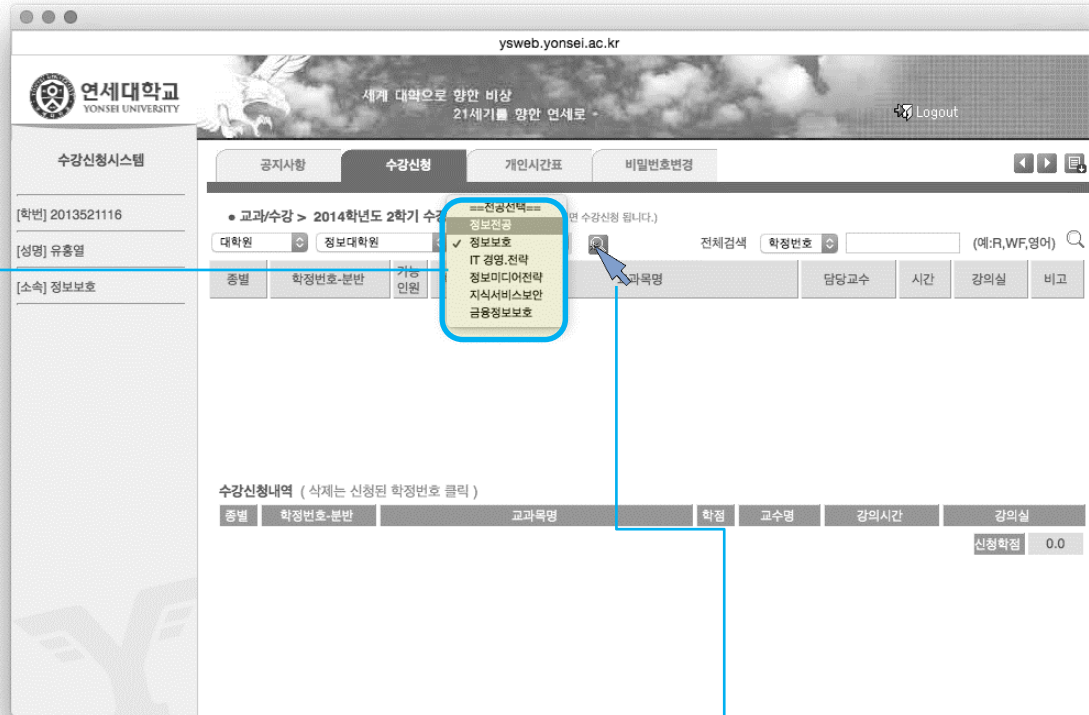 ysweb.yonsei.ac.kr
연세대학교
YONSEI UNIVERSITY
세계 대학으로 향한 비상
21세기를 향한 연세로
Logout
수강신청시스템
공지사항 수강신청 개인시간표 비밀번호변경
[학번] 2013521116
[성명] 유흥열
[소속] 정보보호
● 교과/수강 > 2014학년도 2학기 수강
면 수강신청 됩니다.)
대학원 정보대학원
==전공선택==
정보전공
✓ 정보보호
IT 경영.전략
정보미디어전략
지식서비스보안
금융정보보호
전체검색 학정번호 (예:R,WF,영어)
종별 학정번호-분반 가능인원 과목명 담당교수 시간 강의실 비고
수강신청내역 ( 삭제는 신청된 학정번호 클릭 )
종별 학정번호-분반 교과목명 학점 교수명 강의시간 강의실
신청학점 0.0